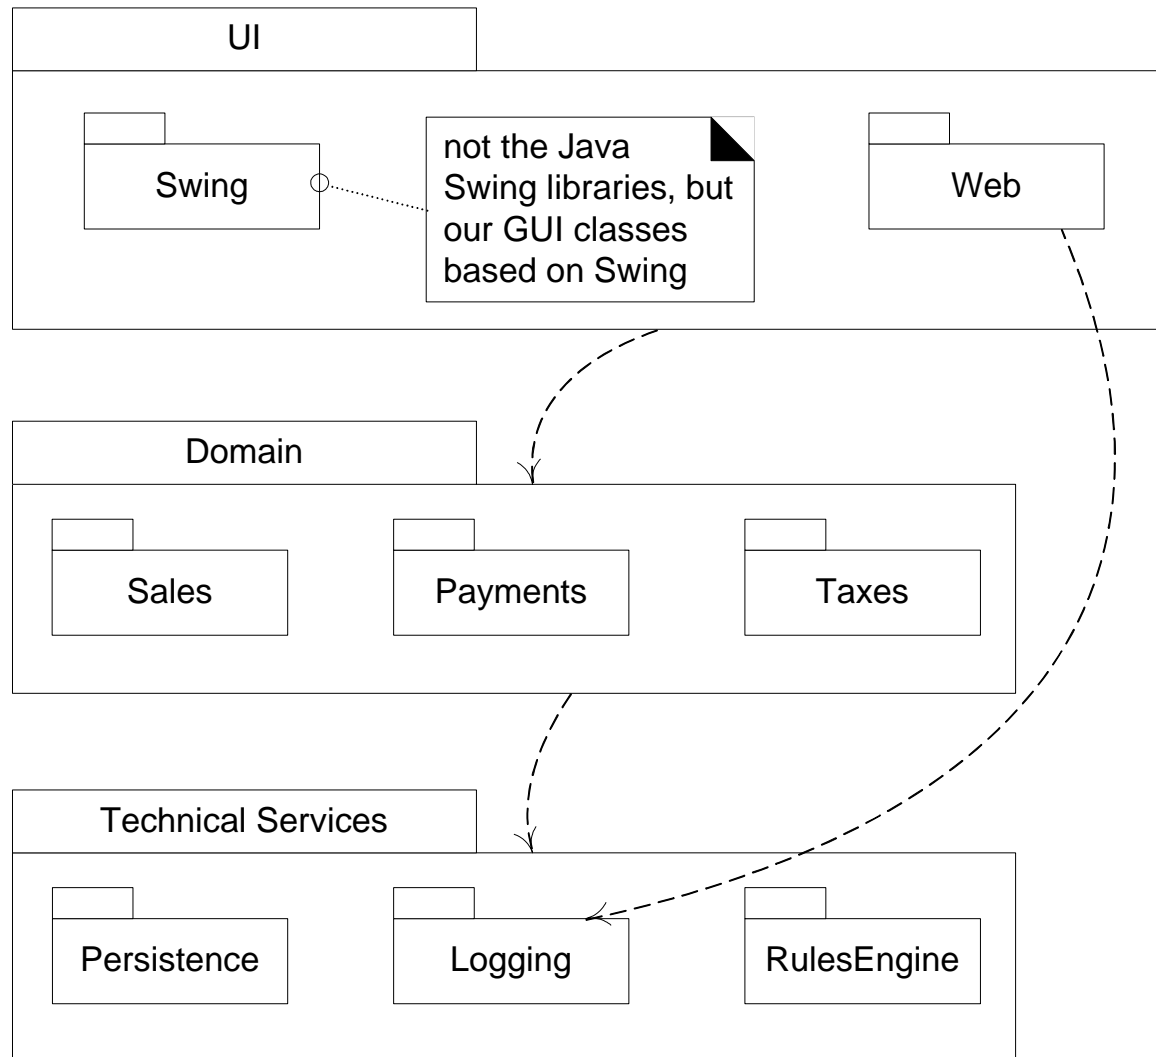 UI
Swing
not the Java
Swing libraries, but
our GUI classes
based on Swing
Web
Domain
Sales
Payments
Taxes
Technical Services
Persistence
Logging
RulesEngine